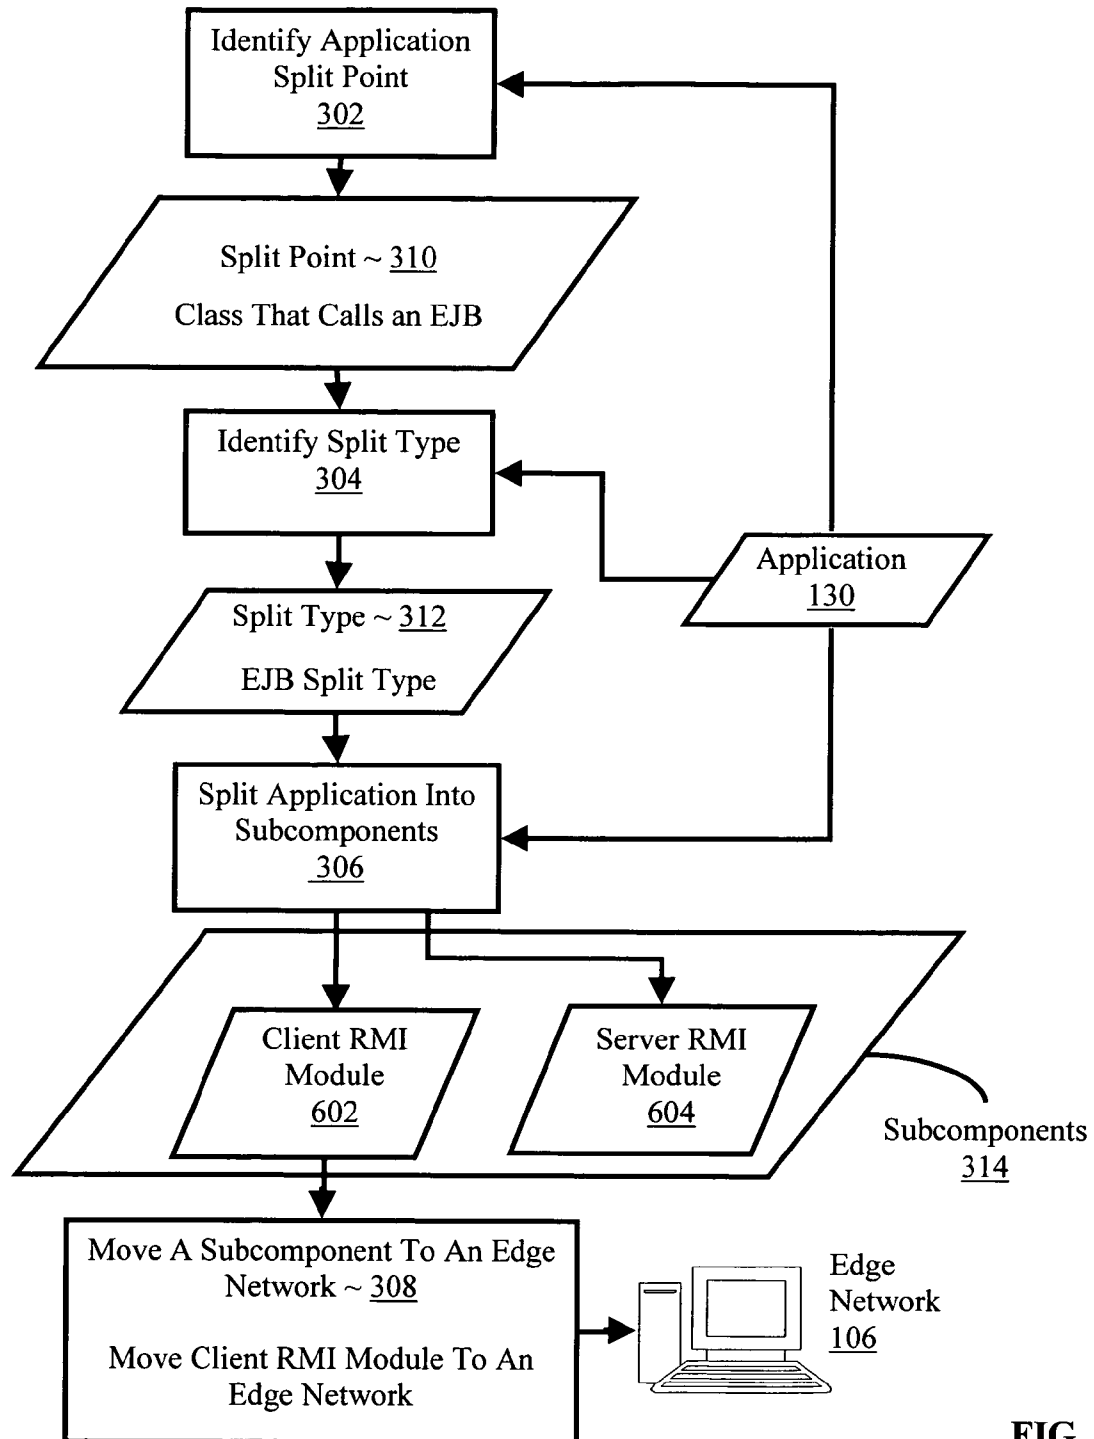 Identify Application
Split Point
302
Split Point ~ 310
Class That Calls an EJB
Identify Split Type
304
Application
130
Split Type ~ 312
EJB Split Type
Split Application Into
Subcomponents
306
Client RMI
Module
602
Server RMI
Module
604
Subcomponents
314
Move A Subcomponent To An Edge
Network ~ 308
Move Client RMI Module To An
Edge Network
Edge
Network
106
FIG